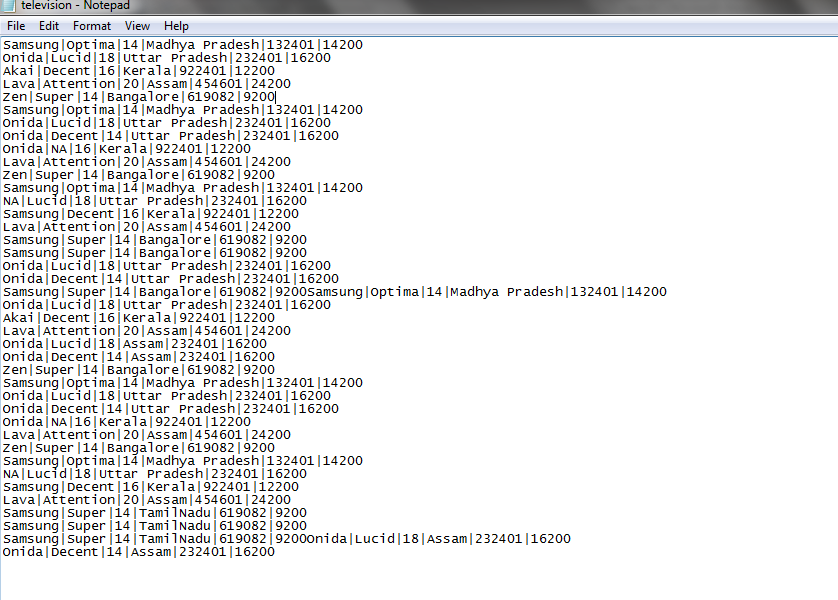 television - Notepad
File Edit Format View Help
Samsung|Optima|14|Madhya Pradesh|132401|14200
Onida|Lucid|18|Uttar Pradesh|232401|16200
Akai|Decent|16|Kerala|922401|12200
Lava|Attention|20|Assam|454601|24200
Zen|Super|14|Bangalore|619082|9200
Samsung|Optima|14|Madhya Pradesh|132401|14200
Onida|Lucid|18|Uttar Pradesh|232401|16200
Onida|Decent|14|Uttar Pradesh|232401|16200
Onida|NA|16|Kerala|922401|12200
Lava|Attention|20|Assam|454601|24200
Zen|Super|14|Bangalore|619082|9200
Samsung|Optima|14|Madhya Pradesh|132401|14200
NA|Lucid|18|Uttar Pradesh|232401|16200
Samsung|Decent|16|Kerala|922401|12200
Lava|Attention|20|Assam|454601|24200
Samsung|Super|14|Bangalore|619082|9200
Samsung|Super|14|Bangalore|619082|9200
Onida|Lucid|18|Uttar Pradesh|232401|16200
Onida|Decent|14|Uttar Pradesh|232401|16200
Samsung|Super|14|Bangalore|619082|9200Samsung|Optima|14|Madhya Pradesh|132401|14200
Onida|Lucid|18|Uttar Pradesh|232401|16200
Akai|Decent|16|Kerala|922401|12200
Lava|Attention|20|Assam|454601|24200
Onida|Lucid|18|Assam|232401|16200
Onida|Decent|14|Assam|232401|16200
Zen|Super|14|Bangalore|619082|9200
Samsung|Optima|14|Madhya Pradesh|132401|14200
Onida|Lucid|18|Uttar Pradesh|232401|16200
Onida|Decent|14|Uttar Pradesh|232401|16200
Onida|NA|16|Kerala|922401|12200
Lava|Attention|20|Assam|454601|24200
Zen|Super|14|Bangalore|619082|9200
Samsung|Optima|14|Madhya Pradesh|132401|14200
NA|Lucid|18|Uttar Pradesh|232401|16200
Samsung|Decent|16|Kerala|922401|12200
Lava|Attention|20|Assam|454601|24200
Samsung|Super|14|TamilNadu|619082|9200
Samsung|Super|14|TamilNadu|619082|9200
Samsung|Super|14|TamilNadu|619082|9200Onida|Lucid|18|Assam|232401|16200
Onida|Decent|14|Assam|232401|16200